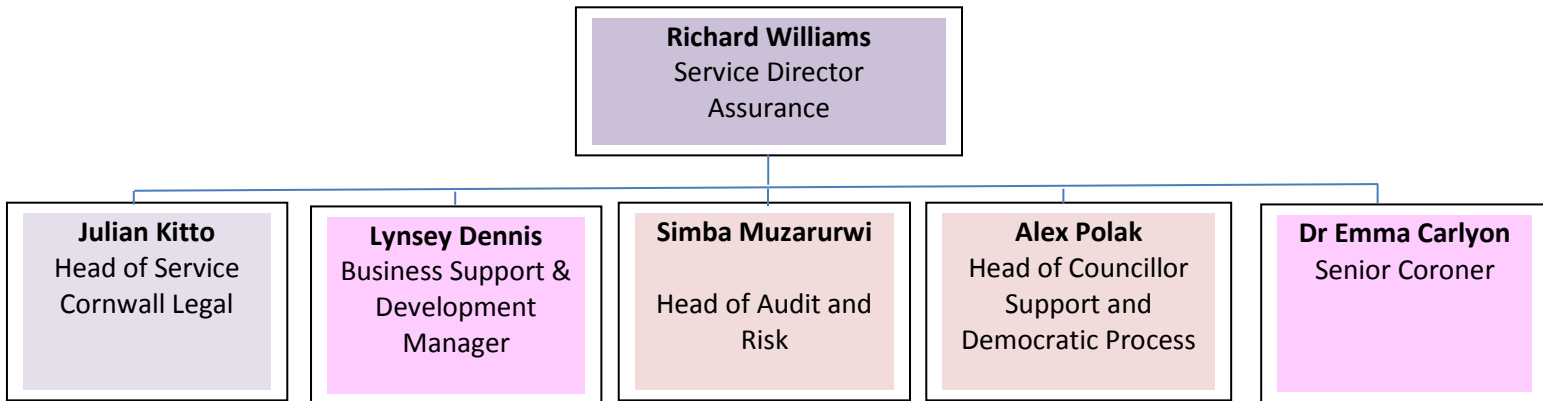 Richard Williams
Service Director
Assurance
Julian Kitto
Head of Service
Cornwall Legal
Lynsey Dennis
Business Support &
Development
Manager
Simba Muzarurwi
Head of Audit and
Risk
Alex Polak
Head of Councillor
Support and
Democratic Process
Dr Emma Carlyon
Senior Coroner